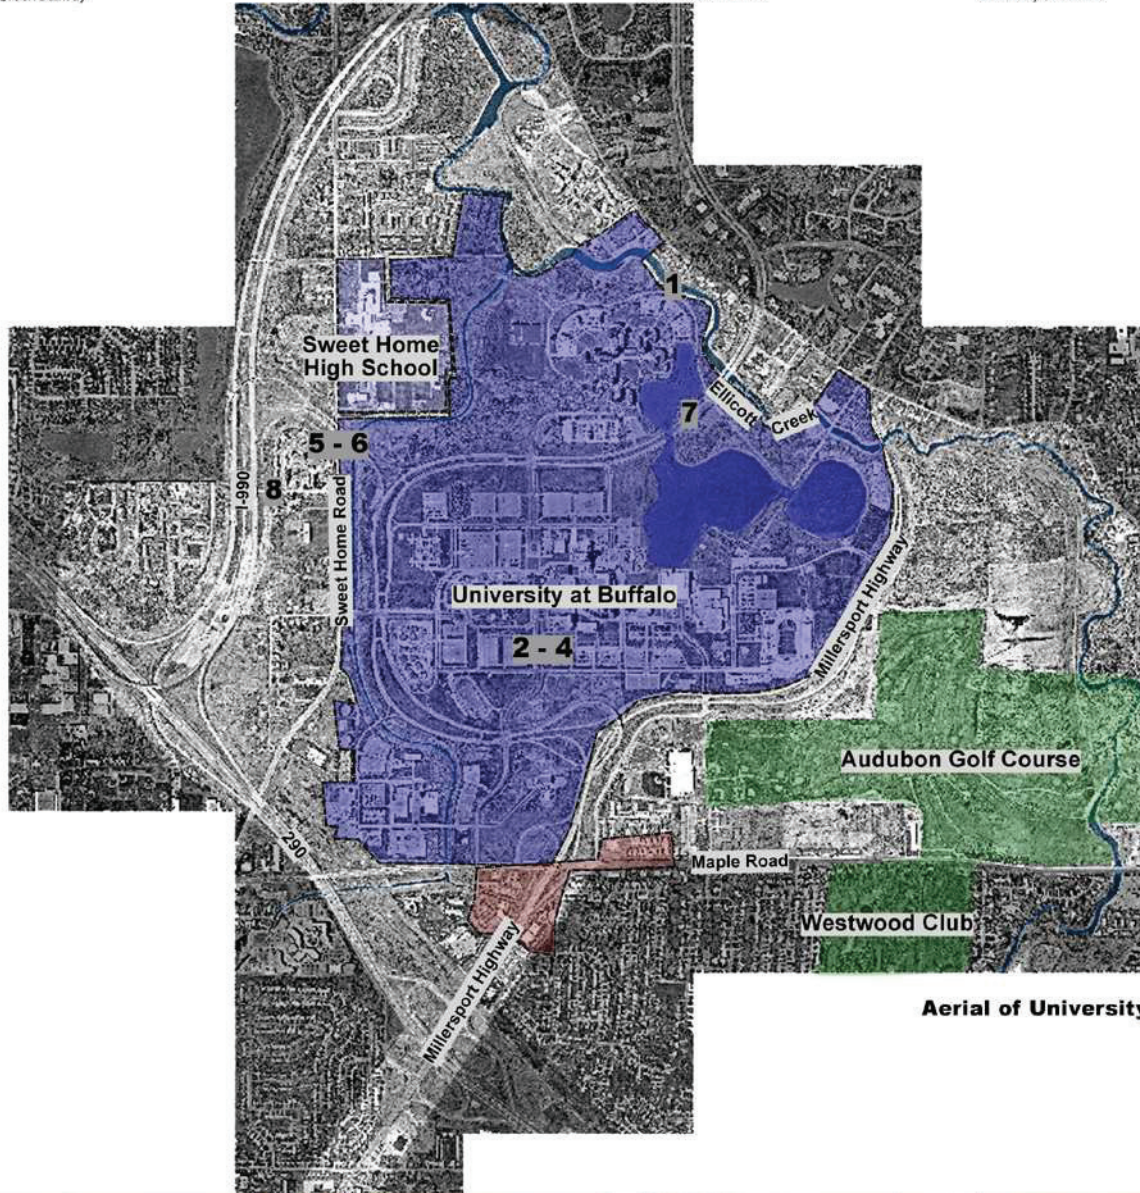 1
Sweet Home
High School
Ellicott
Creek
7
5 - 6
8
I-990
Sweet Home Road
University at Buffalo
2 - 4
Millersport Highway
Audubon Golf Course
290
Maple Road
Westwood Club
Millersport Highway
Aerial of University